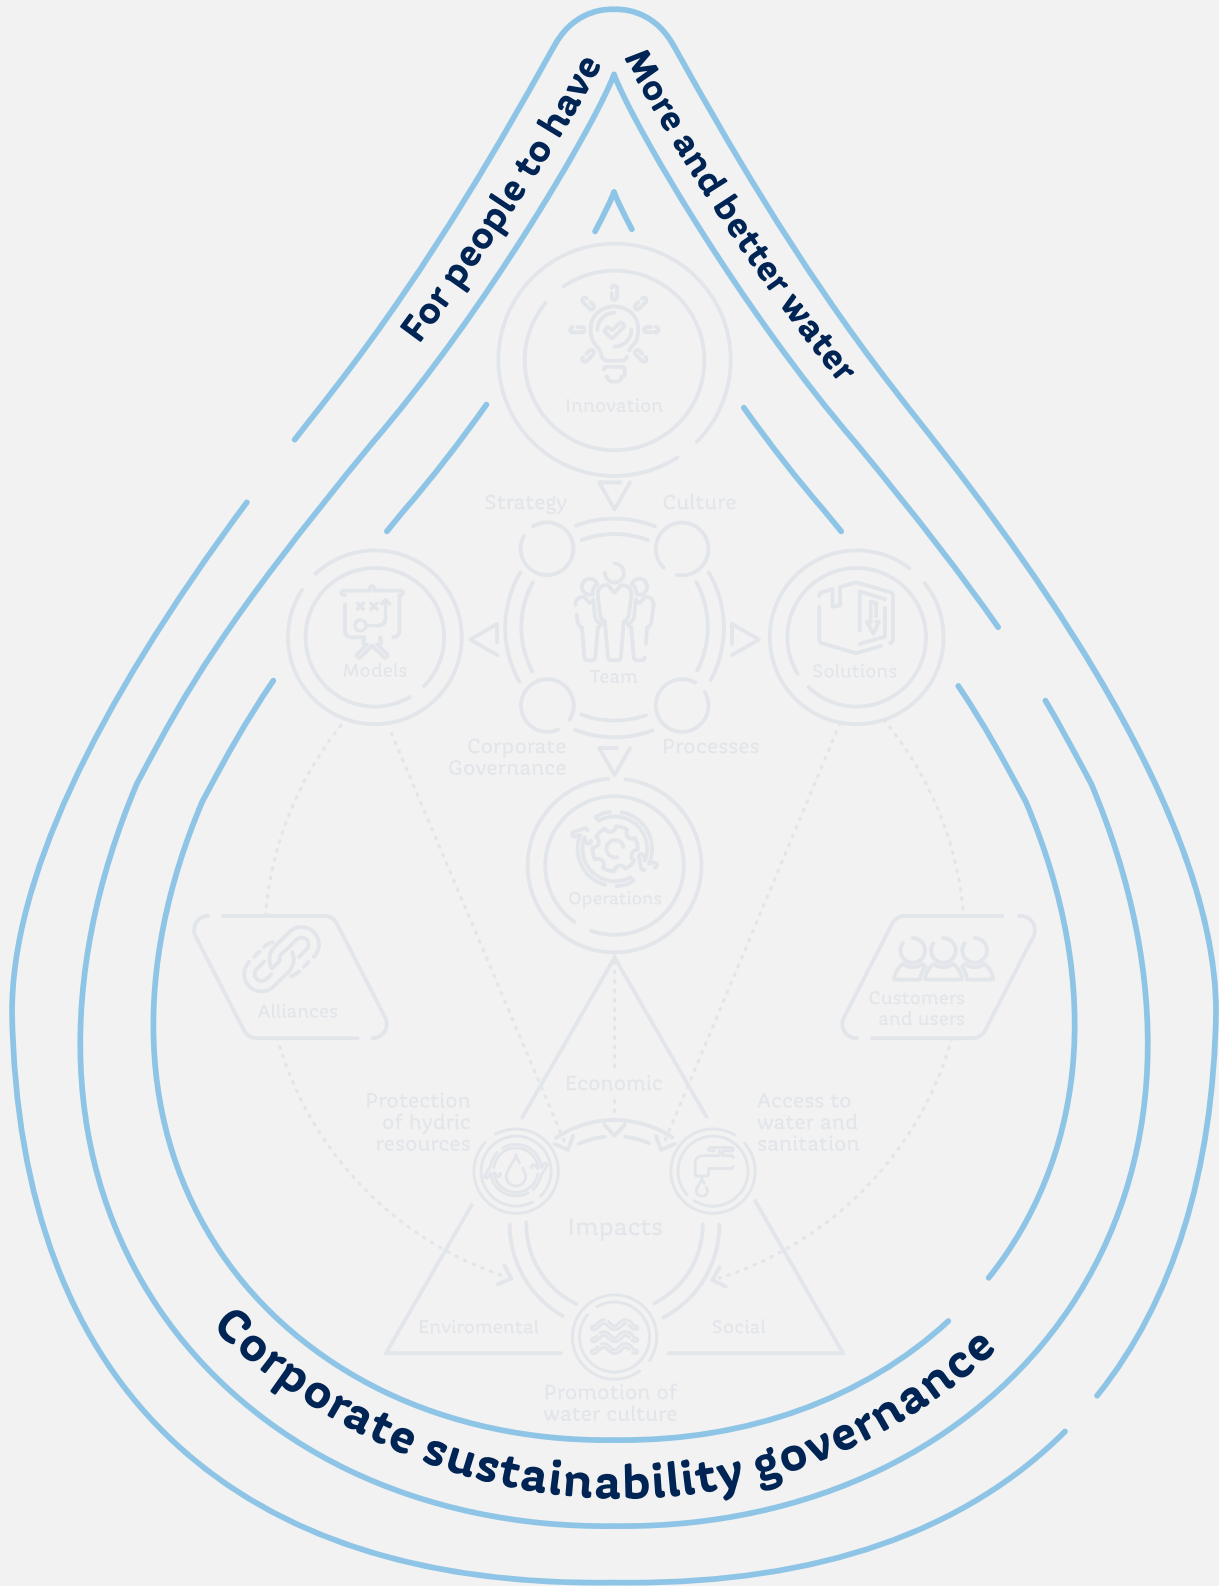 For people to have
More and better water
Innovation
Strategy
Culture
Models
Team
Solutions
Corporate
Governance
Processes
Operations
Alliances
Customers
and users
Economic
Protection
of hydric
resources
Access to
water and
sanitation
Impacts
Enviromental
Social
Promotion of
water culture
Corporate sustainability governance